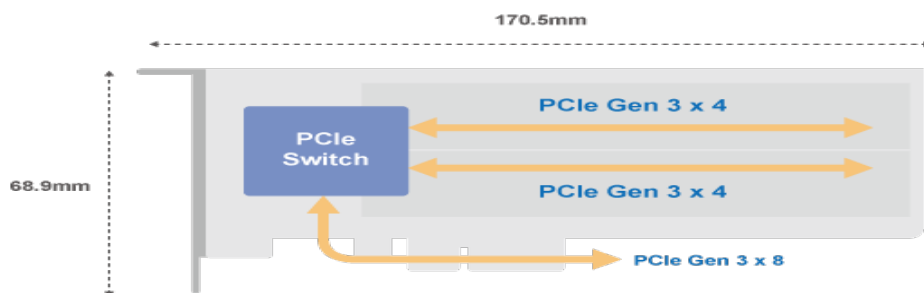 170.5mm
PCIe Gen 3 x 4
PCIe
Switch
68.9mm
PCIe Gen 3 x 4
PCIe Gen 3 x 8